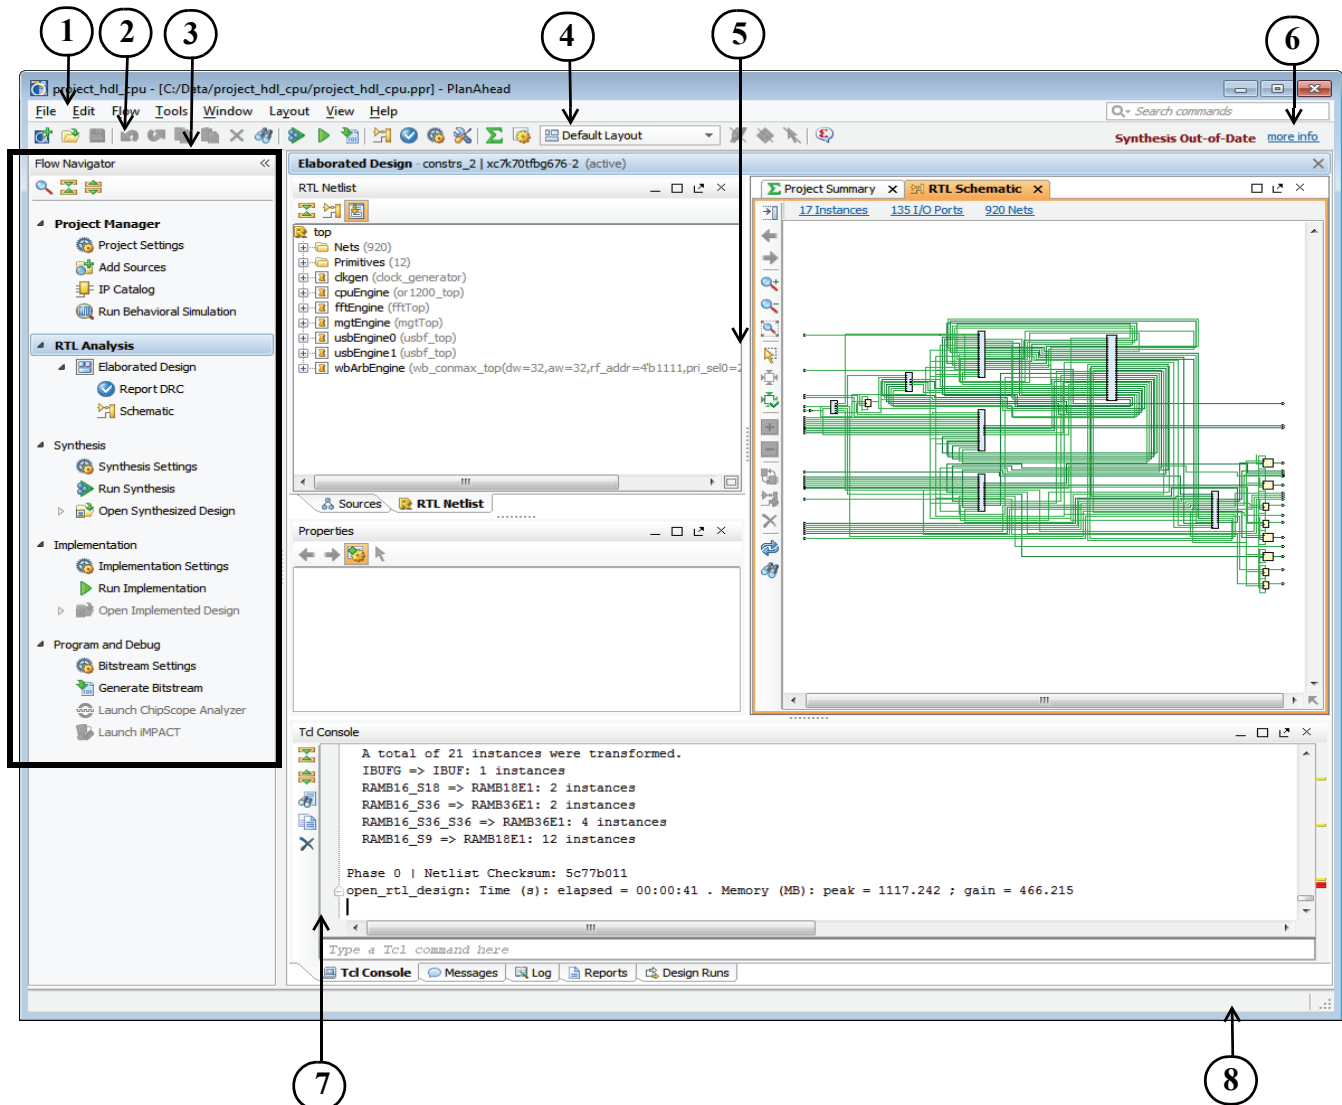 1 2 3 4 5 6
project_hdl_cpu - [C:/Data/project_hdl_cpu/project_hdl_cpu.ppr] - PlanAhead
File Edit Flow Tools Window Layout View Help
Search commands
Default Layout
Synthesis Out-of-Date more info
Flow Navigator
Project Manager
Project Settings
Add Sources
IP Catalog
Run Behavioral Simulation
RTL Analysis
Elaborated Design
Report DRC
Schematic
Synthesis
Synthesis Settings
Run Synthesis
Open Synthesized Design
Implementation
Implementation Settings
Run Implementation
Open Implemented Design
Program and Debug
Bitstream Settings
Generate Bitstream
Launch ChipScope Analyzer
Launch iMPACT
Elaborated Design - constrs_2 | xc7k70tfbg676-2 (active)
RTL Netlist
top
Nets (920)
Primitives (12)
clkgen (clock_generator)
cpuEngine (or1200_top)
fftEngine (fftTop)
mgtEngine (mgtTop)
usbEngine0 (usbf_top)
usbEngine1 (usbf_top)
wbArbEngine (wb_conmax_top(dw=32,aw=32,rf_addr=4'b1111,pri_sel0=2
Sources RTL Netlist
Properties
Project Summary RTL Schematic
17 Instances 135 I/O Ports 920 Nets
Tcl Console
A total of 21 instances were transformed.
IBUFG => IBUF: 1 instances
RAMB16_S18 => RAMB18E1: 2 instances
RAMB16_S36 => RAMB36E1: 2 instances
RAMB16_S36_S36 => RAMB36E1: 4 instances
RAMB16_S9 => RAMB18E1: 12 instances
Phase 0 | Netlist Checksum: 5c77b011
open_rtl_design: Time (s): elapsed = 00:00:41 . Memory (MB): peak = 1117.242 ; gain = 466.215
Type a Tcl command here
Tcl Console Messages Log Reports Design Runs
7 8